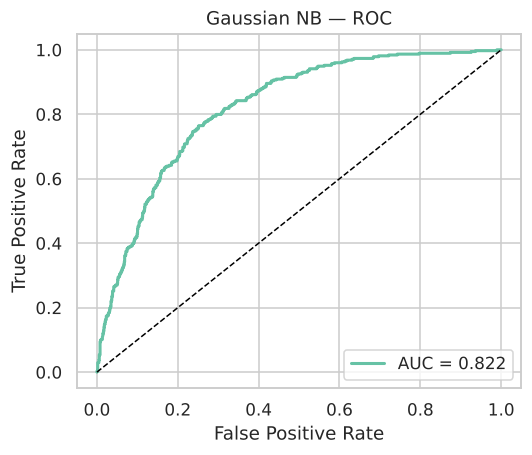 Gaussian NB — ROC
True Positive Rate
1.0
0.8
0.6
0.4
0.2
0.0
AUC = 0.822
0.0 0.2 0.4 0.6 0.8 1.0
False Positive Rate